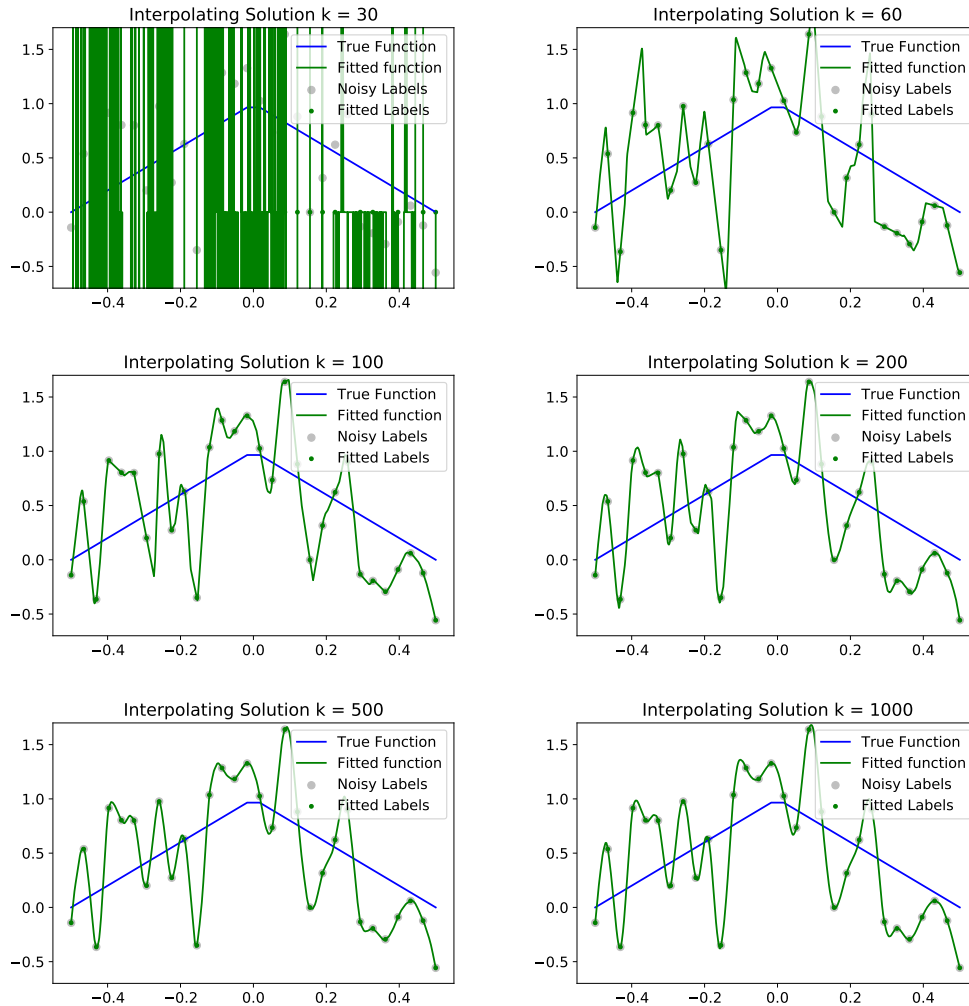 Interpolating Solution k = 30
True Function
Fitted function
Noisy Labels
Fitted Labels
1.5
1.0
0.5
0.0
−0.5
−0.4 −0.2 0.0 0.2 0.4
Interpolating Solution k = 60
True Function
Fitted function
Noisy Labels
Fitted Labels
1.5
1.0
0.5
0.0
−0.5
−0.4 −0.2 0.0 0.2 0.4
Interpolating Solution k = 100
True Function
Fitted function
Noisy Labels
Fitted Labels
1.5
1.0
0.5
0.0
−0.5
−0.4 −0.2 0.0 0.2 0.4
Interpolating Solution k = 200
True Function
Fitted function
Noisy Labels
Fitted Labels
1.5
1.0
0.5
0.0
−0.5
−0.4 −0.2 0.0 0.2 0.4
Interpolating Solution k = 500
True Function
Fitted function
Noisy Labels
Fitted Labels
1.5
1.0
0.5
0.0
−0.5
−0.4 −0.2 0.0 0.2 0.4
Interpolating Solution k = 1000
True Function
Fitted function
Noisy Labels
Fitted Labels
1.5
1.0
0.5
0.0
−0.5
−0.4 −0.2 0.0 0.2 0.4